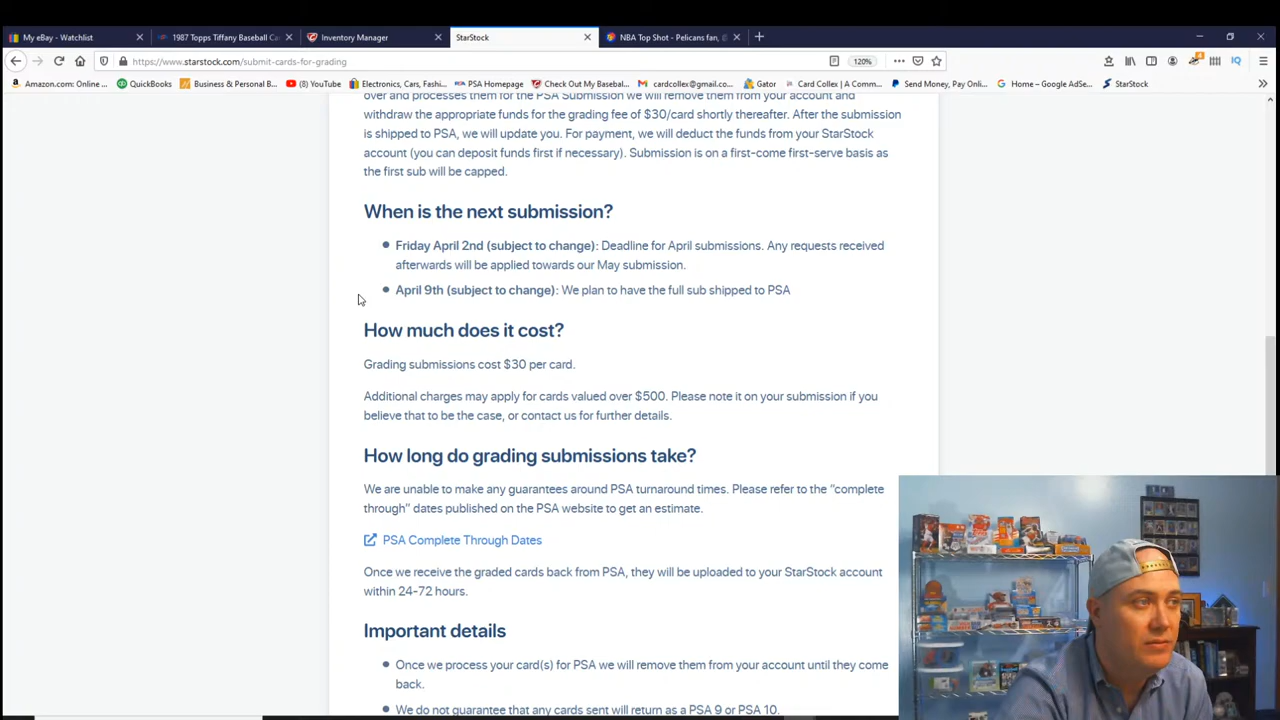 My eBay - Watchlist
1987 Topps Tiffany Baseball Ca
Inventory Manager
StarStock
NBA Top Shot - Pelicans fan, @
https://www.starstock.com/submit-cards-for-grading
120%
Amazon.com: Online ...
QuickBooks
Business & Personal B...
(8) YouTube
Electronics, Cars, Fashi...
PSA Homepage
Check Out My Basebal...
cardcollex@gmail.co...
Gator
Card Collex | A Comm...
Send Money, Pay Onli...
Home – Google AdSe...
StarStock
over and processes them for the PSA Submission we will remove them from your account and
withdraw the appropriate funds for the grading fee of $30/card shortly thereafter. After the submission
is shipped to PSA, we will update you. For payment, we will deduct the funds from your StarStock
account (you can deposit funds first if necessary). Submission is on a first-come first-serve basis as
the first sub will be capped.
When is the next submission?
Friday April 2nd (subject to change): Deadline for April submissions. Any requests received
afterwards will be applied towards our May submission.
April 9th (subject to change): We plan to have the full sub shipped to PSA
How much does it cost?
Grading submissions cost $30 per card.
Additional charges may apply for cards valued over $500. Please note it on your submission if you
believe that to be the case, or contact us for further details.
How long do grading submissions take?
We are unable to make any guarantees around PSA turnaround times. Please refer to the “complete
through” dates published on the PSA website to get an estimate.
PSA Complete Through Dates
Once we receive the graded cards back from PSA, they will be uploaded to your StarStock account
within 24-72 hours.
Important details
Once we process your card(s) for PSA we will remove them from your account until they come
back.
We do not guarantee that any cards sent will return as a PSA 9 or PSA 10.